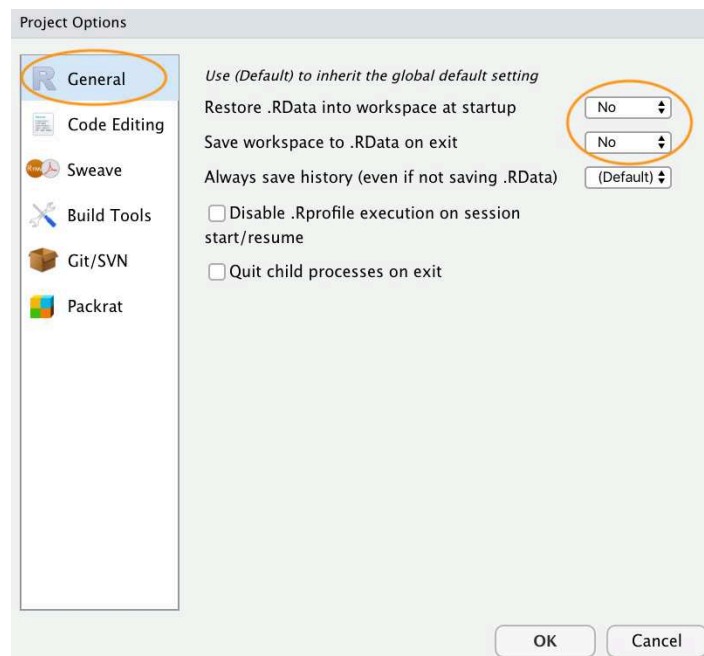 Project Options
General
Code Editing
Sweave
Build Tools
Git/SVN
Packrat
Use (Default) to inherit the global default setting
Restore .RData into workspace at startup No
Save workspace to .RData on exit No
Always save history (even if not saving .RData) (Default)
Disable .Rprofile execution on session
start/resume
Quit child processes on exit
OK Cancel